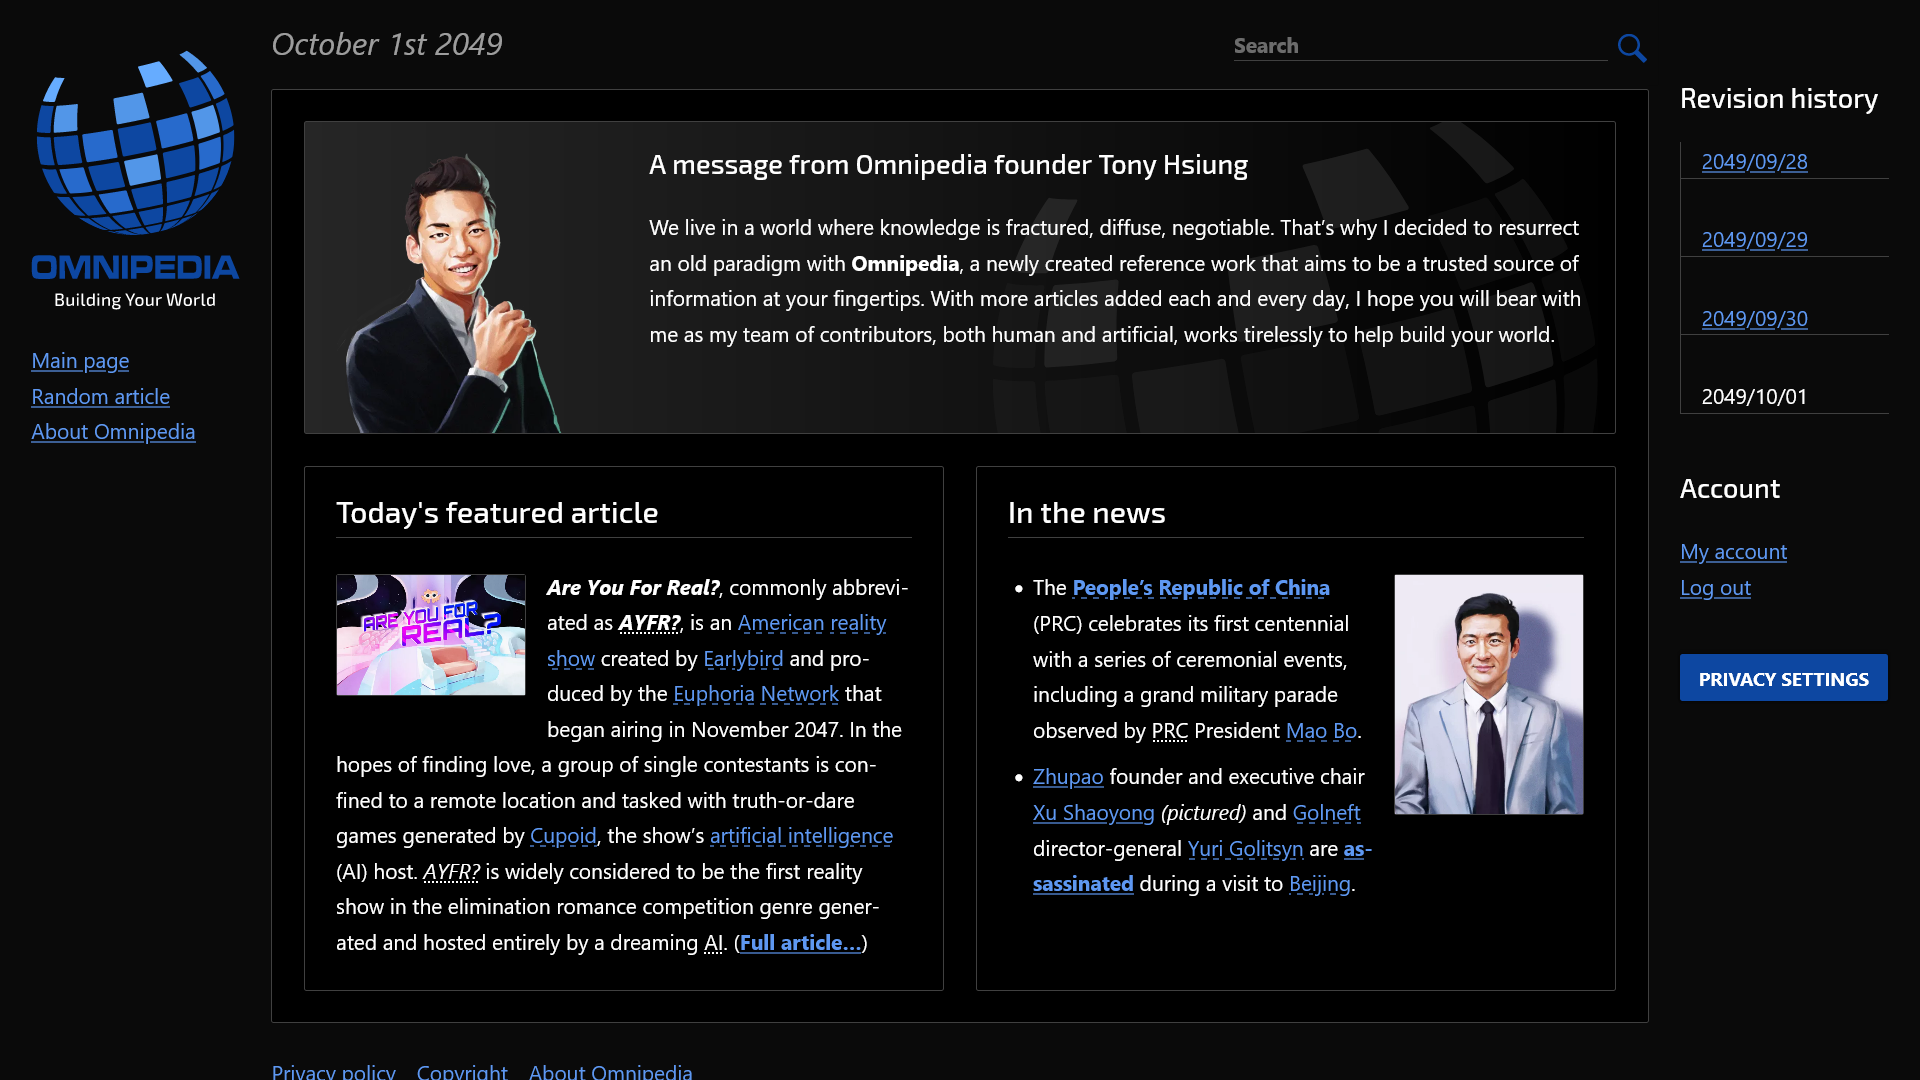 October 1st 2049
Search
OMNIPEDIA
Building Your World
Main page
Random article
About Omnipedia
A message from Omnipedia founder Tony Hsiung
We live in a world where knowledge is fractured, diffuse, negotiable. That’s why I decided to resurrect
an old paradigm with Omnipedia, a newly created reference work that aims to be a trusted source of
information at your fingertips. With more articles added each and every day, I hope you will bear with
me as my team of contributors, both human and artificial, works tirelessly to help build your world.
Today's featured article
ARE YOU FOR
REAL?
Are You For Real?, commonly abbrevi-
ated as AYFR?, is an American reality
show created by Earlybird and pro-
duced by the Euphoria Network that
began airing in November 2047. In the
hopes of finding love, a group of single contestants is con-
fined to a remote location and tasked with truth-or-dare
games generated by Cupoid, the show’s artificial intelligence
(AI) host. AYFR? is widely considered to be the first reality
show in the elimination romance competition genre gener-
ated and hosted entirely by a dreaming AI. (Full article...)
In the news
• The People’s Republic of China
(PRC) celebrates its first centennial
with a series of ceremonial events,
including a grand military parade
observed by PRC President Mao Bo.
• Zhupao founder and executive chair
Xu Shaoyong (pictured) and Golneft
director-general Yuri Golitsyn are as-
sassinated during a visit to Beijing.
Revision history
2049/09/28
2049/09/29
2049/09/30
2049/10/01
Account
My account
Log out
PRIVACY SETTINGS
Privacy policy Copyright About Omnipedia